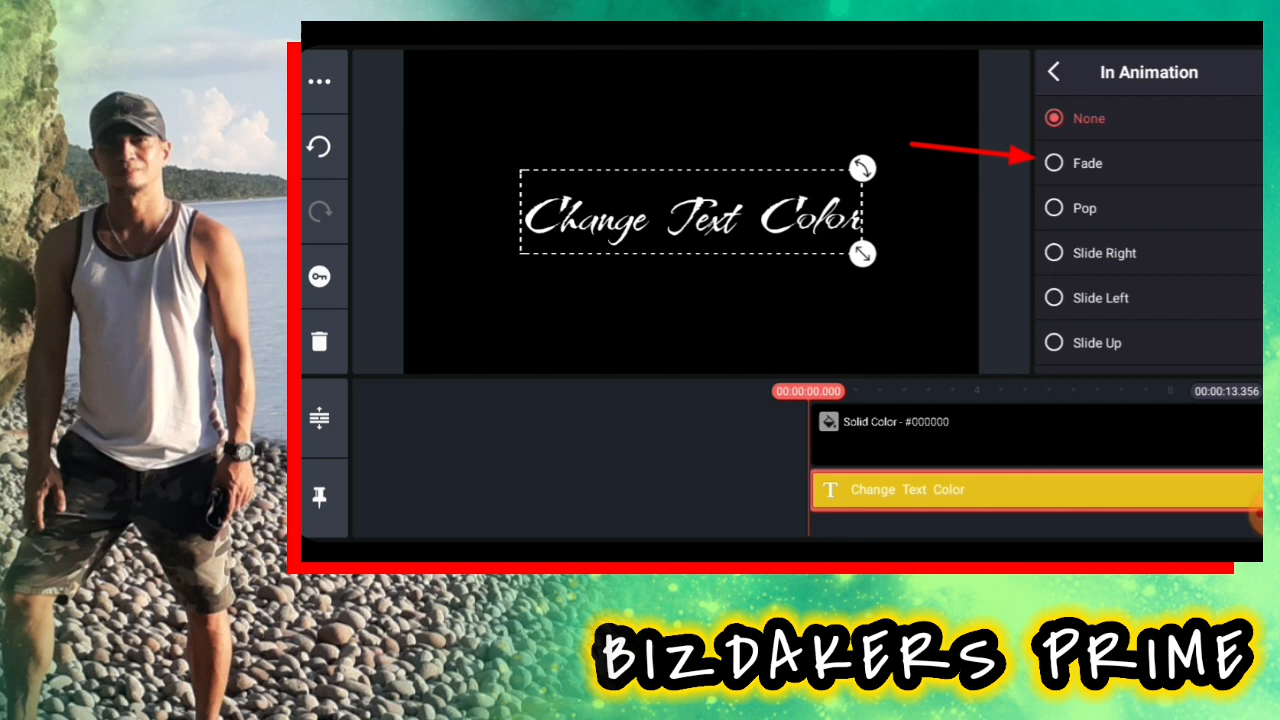 In Animation
None
Fade
Pop
Slide Right
Slide Left
Slide Up
Change Text Color
00:00:00.000
4
8
00:00:13.356
Solid Color - #000000
T Change Text Color
BIZDAKERS PRIME